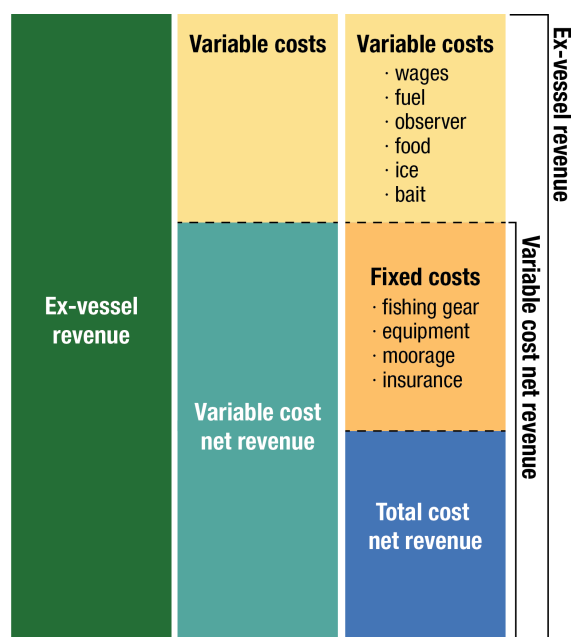 Ex-vessel
revenue
Variable costs
Variable cost
net revenue
Variable costs
· wages
· fuel
· observer
· food
· ice
· bait
Fixed costs
· fishing gear
· equipment
· moorage
· insurance
Total cost
net revenue
Variable cost net revenue
Ex-vessel revenue